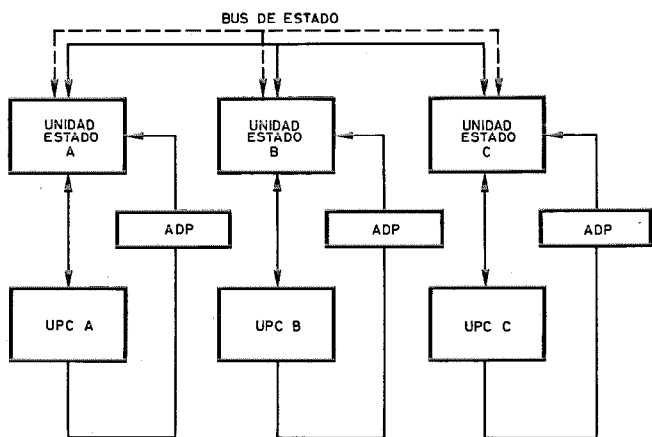 BUS DE ESTADO
UNIDAD
ESTADO
A
UNIDAD
ESTADO
B
UNIDAD
ESTADO
C
ADP
ADP
ADP
UPC A
UPC B
UPC C